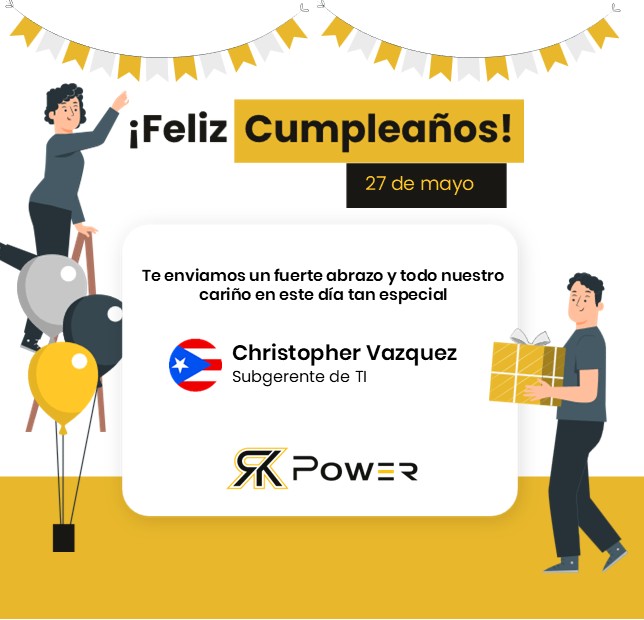 ¡Feliz Cumpleaños!
27 de mayo
Te enviamos un fuerte abrazo y todo nuestro
cariño en este día tan especial
Christopher Vazquez
Subgerente de TI
RK Power